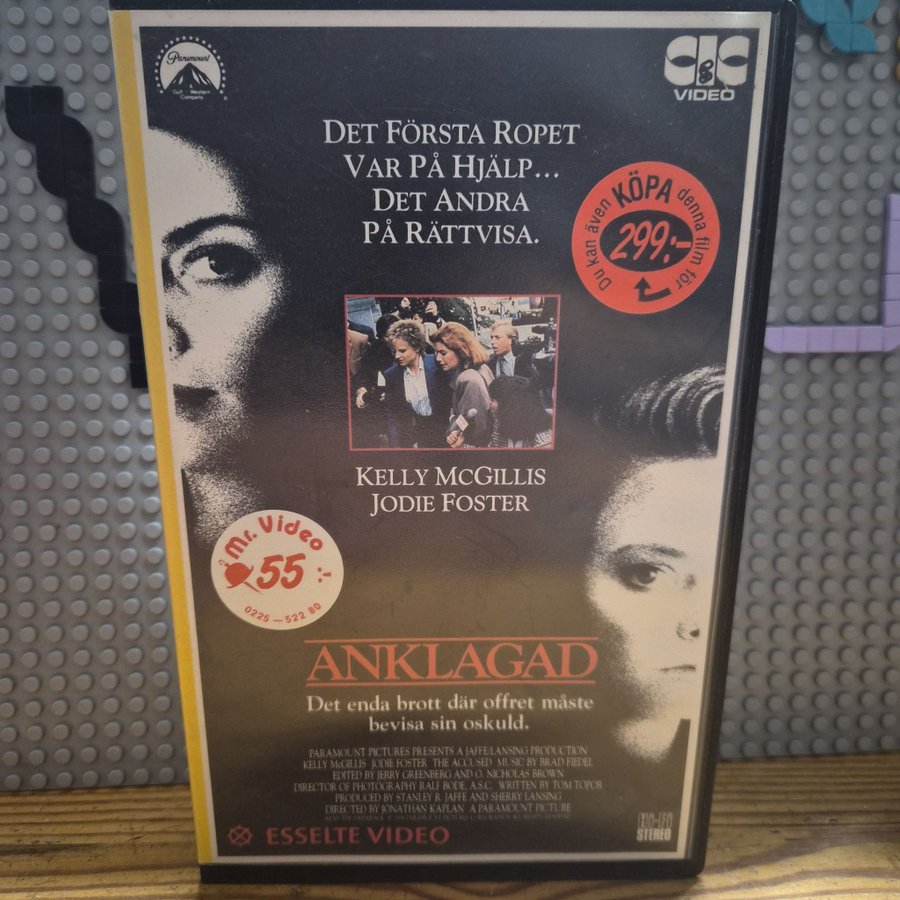 Paramount
Gulf + Western
Company
CIC
VIDEO
DET FÖRSTA ROPET
VAR PÅ HJÄLP...
DET ANDRA
PÅ RÄTTVISA.
Du kan även KÖPA denna film för
299:-
KELLY MCGILLIS
JODIE FOSTER
Mr. Video
55:-
0225-522 80
ANKLAGAD
Det enda brott där offret måste
bevisa sin oskuld.
PARAMOUNT PICTURES PRESENTS A JAFFE/LANSING PRODUCTION
KELLY McGILLIS JODIE FOSTER THE ACCUSED MUSIC BY BRAD FIEDEL
EDITED BY JERRY GREENBERG AND O. NICHOLAS BROWN
DIRECTOR OF PHOTOGRAPHY RALF BODE, A.S.C. WRITTEN BY TOM TOPOR
PRODUCED BY STANLEY R. JAFFE AND SHERRY LANSING
DIRECTED BY JONATHAN KAPLAN A PARAMOUNT PICTURE
HI-FI
STEREO
ESSELTE VIDEO